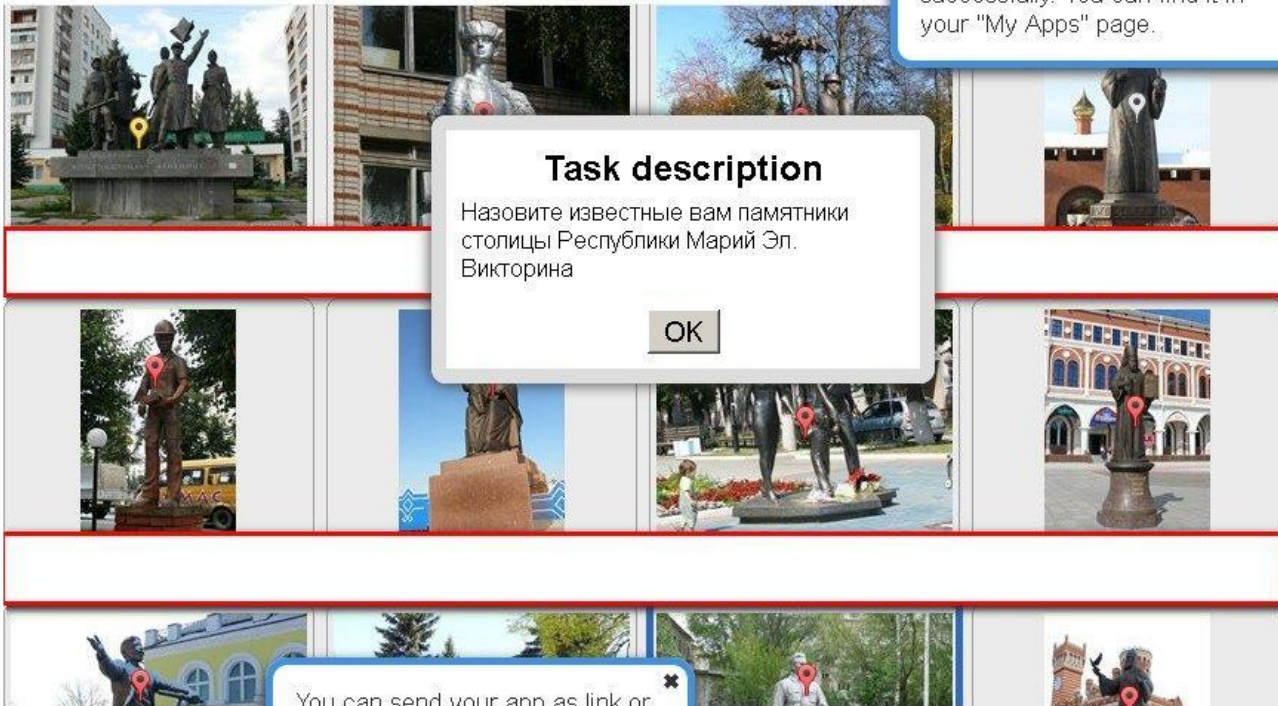 your "My Apps" page.
Task description
Назовите известные вам памятники
столицы Республики Марий Эл.
Викторина
OK
You can send your app as link or